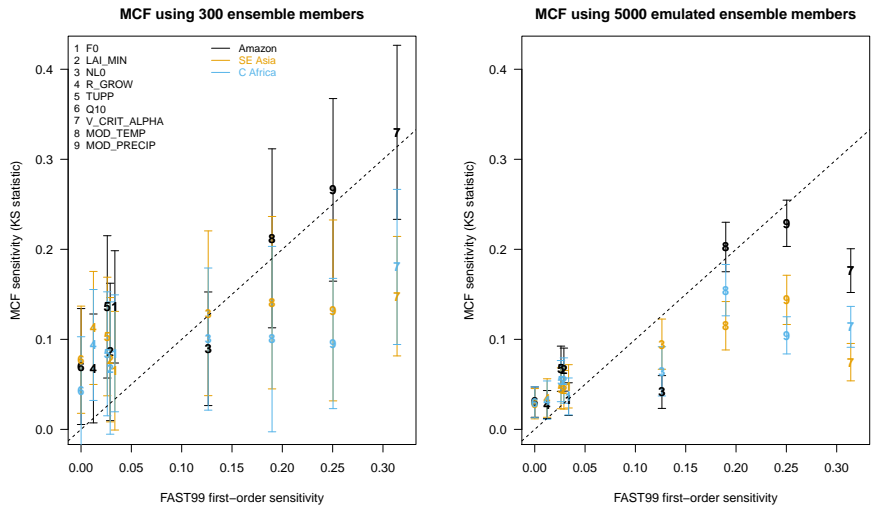 MCF using 300 ensemble members
MCF sensitivity (KS statistic)
0.4
0.3
0.2
0.1
0.0
1 F0
2 LAI_MIN
3 NL0
4 R_GROW
5 TUPP
6 Q10
7 V_CRIT_ALPHA
8 MOD_TEMP
9 MOD_PRECIP
Amazon
SE Asia
C Africa
0.00 0.05 0.10 0.15 0.20 0.25 0.30
FAST99 first−order sensitivity
MCF using 5000 emulated ensemble members
MCF sensitivity (KS statistic)
0.4
0.3
0.2
0.1
0.0
0.00 0.05 0.10 0.15 0.20 0.25 0.30
FAST99 first−order sensitivity